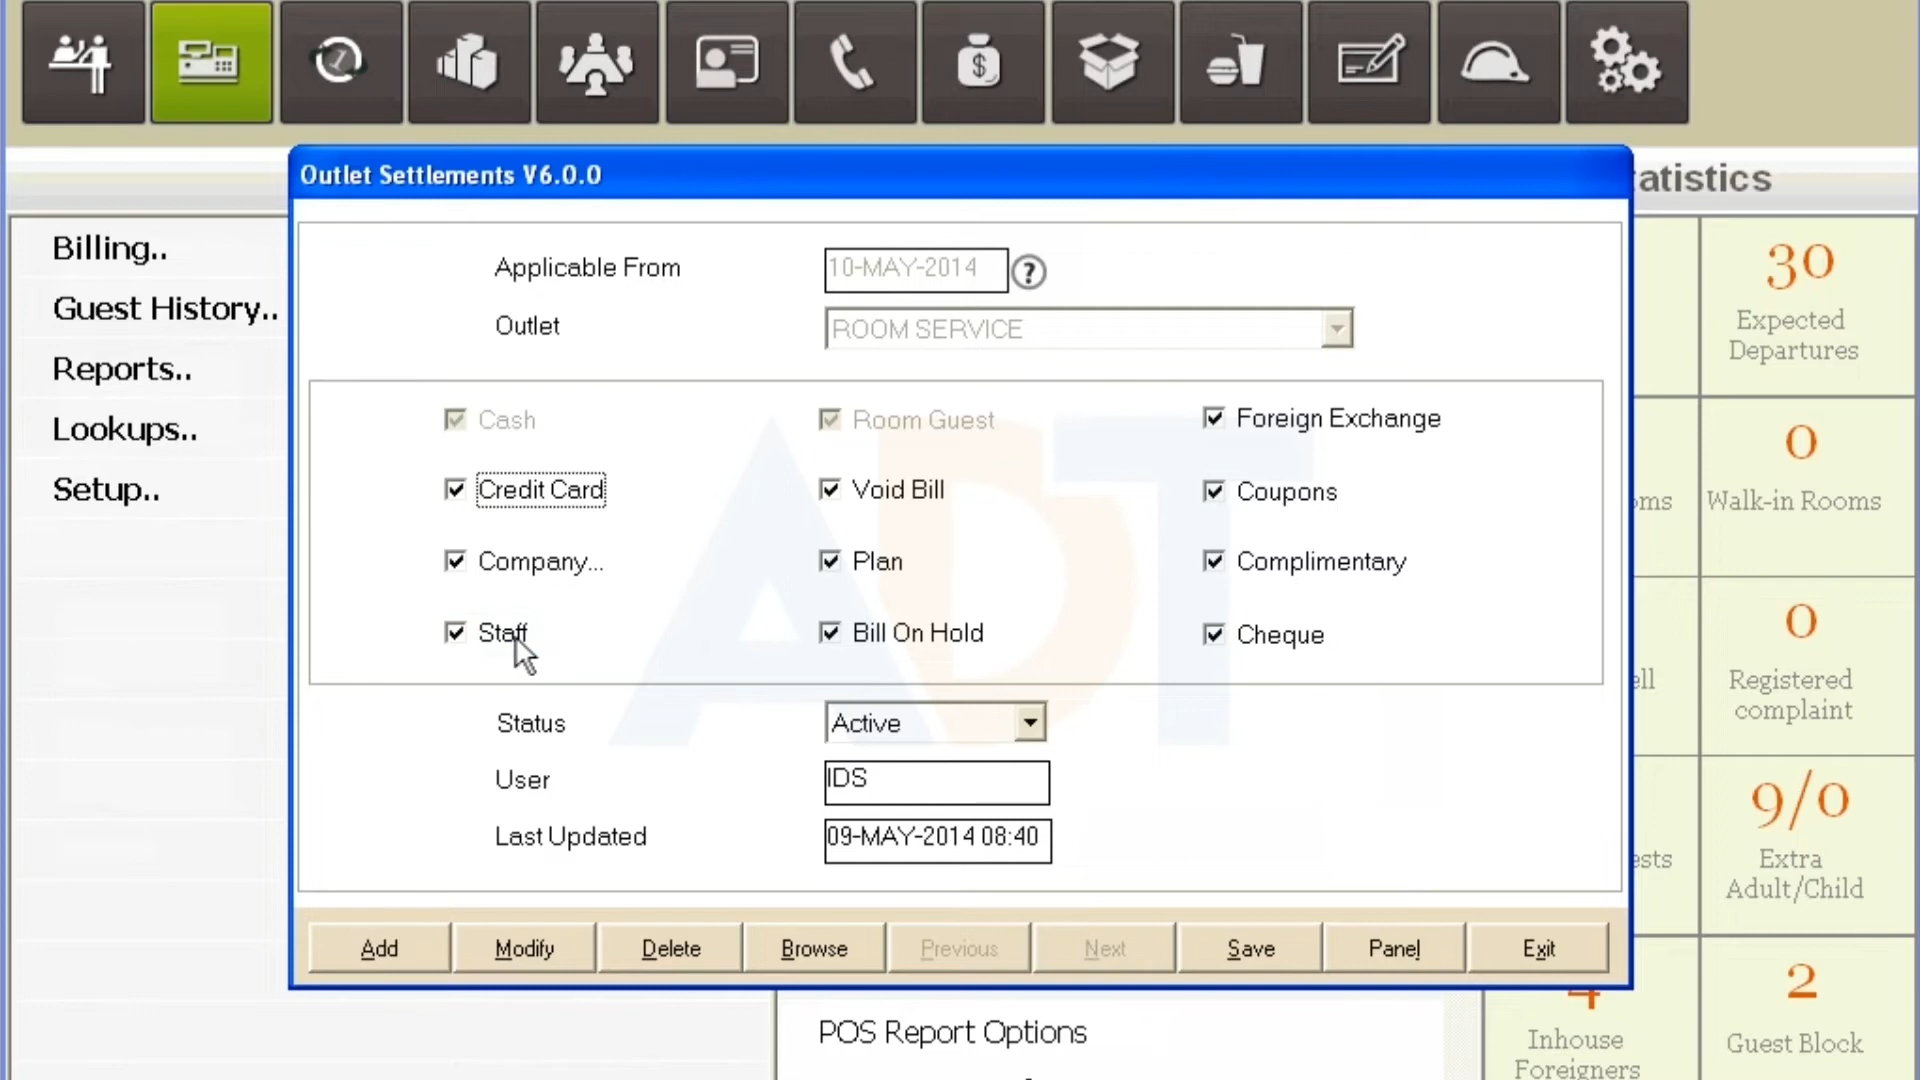 Outlet Settlements V6.0.0
atistics
Billing..
Guest History..
Reports..
Lookups..
Setup..
Applicable From
10-MAY-2014
?
Outlet
ROOM SERVICE
Cash
Room Guest
Foreign Exchange
Credit Card
Void Bill
Coupons
Company...
Plan
Complimentary
Staff
Bill On Hold
Cheque
ADT
Status
Active
User
IDS
Last Updated
09-MAY-2014 08:40
Add
Modify
Delete
Browse
Previous
Next
Save
Panel
Exit
30
Expected
Departures
0
oms
Walk-in Rooms
0
ell
Registered
complaint
9/0
ests
Extra
Adult/Child
4
Inhouse
Foreigners
2
Guest Block
POS Report Options